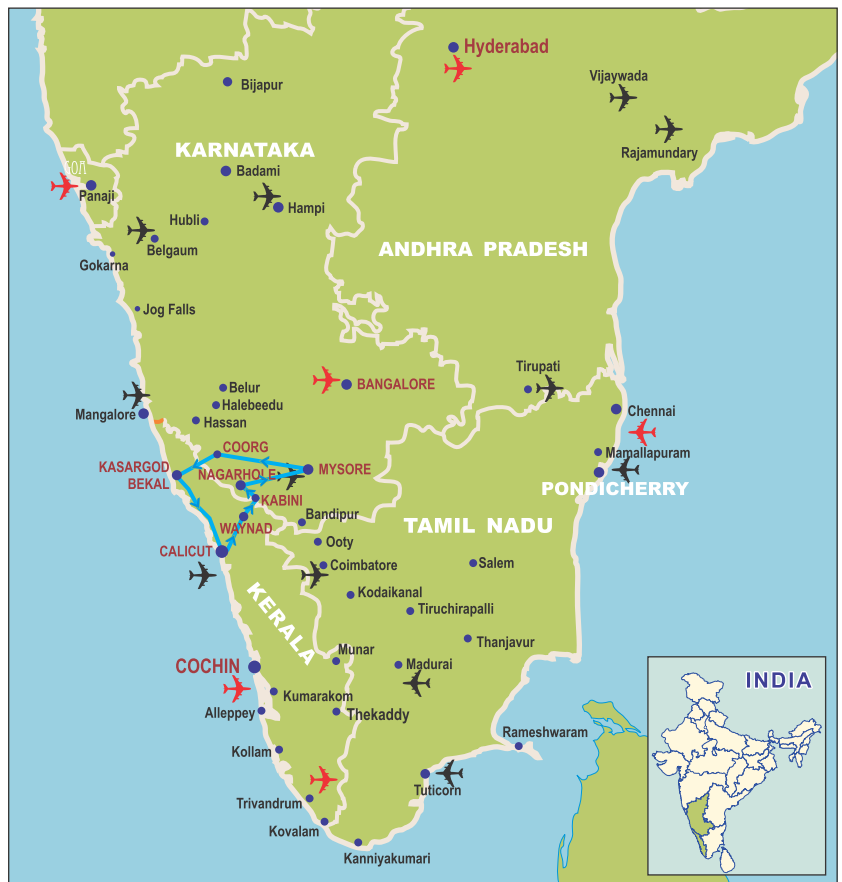 Hyderabad
Vijaywada
Bijapur
Rajamundary
KARNATAKA
GOA
Badami
Panaji
Hampi
Hubli
Belgaum
ANDHRA PRADESH
Gokarna
Jog Falls
Tirupati
BANGALORE
Belur
Halebeedu
Mangalore
Hassan
Chennai
COORG
Mamallapuram
KASARGOD
BEKAL
NAGARHOLE
MYSORE
PONDICHERRY
KABINI
Bandipur
WAYNAD
TAMIL NADU
Ooty
CALICUT
Coimbatore
Salem
Kodaikanal
KERALA
Tiruchirapalli
Thanjavur
Munar
COCHIN
Madurai
INDIA
Kumarakom
Alleppey
Thekaddy
Rameshwaram
Kollam
Tuticorn
Trivandrum
Kovalam
Kanniyakumari